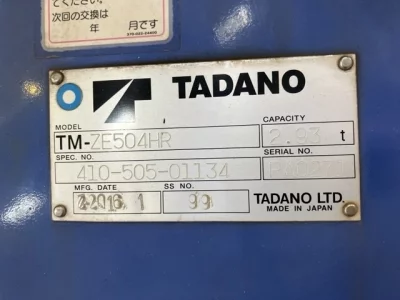 てください。
次回の交換は
年　月です
TADANO
MODEL
TM-ZE504HR
CAPACITY
2.93 t
SPEC. NO.
410-505-01134
SERIAL NO.
MFG. DATE
2016. 1
SS NO.
99
TADANO LTD.
MADE IN JAPAN